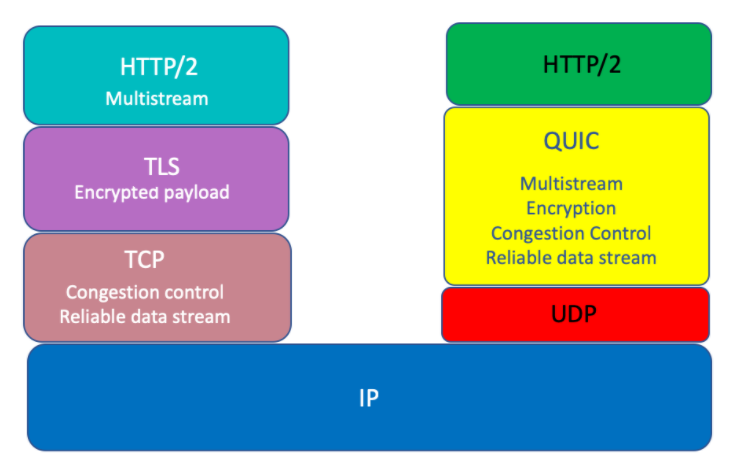 HTTP/2
Multistream
TLS
Encrypted payload
TCP
Congestion control
Reliable data stream
HTTP/2
QUIC
Multistream
Encryption
Congestion Control
Reliable data stream
UDP
IP